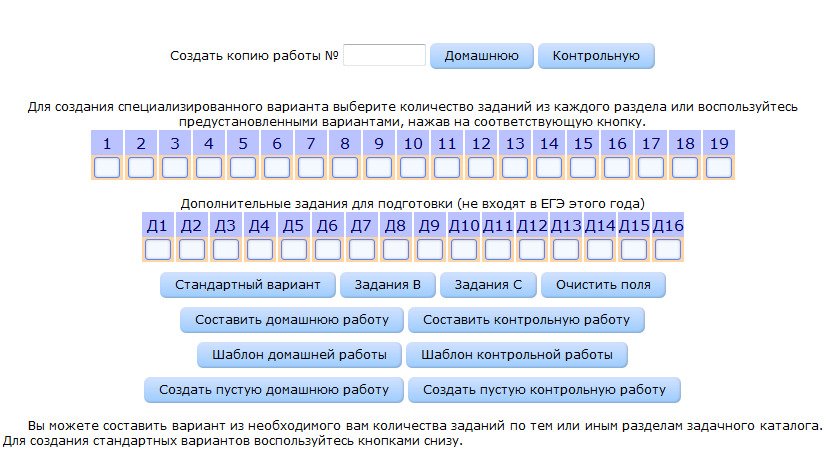 Создать копию работы № Домашнюю Контрольную
Для создания специализированного варианта выберите количество заданий из каждого раздела или воспользуйтесь
предустановленными вариантами, нажав на соответствующую кнопку.
1 2 3 4 5 6 7 8 9 10 11 12 13 14 15 16 17 18 19
Дополнительные задания для подготовки (не входят в ЕГЭ этого года)
Д1 Д2 Д3 Д4 Д5 Д6 Д7 Д8 Д9 Д10 Д11 Д12 Д13 Д14 Д15 Д16
Стандартный вариант Задания В Задания С Очистить поля
Составить домашнюю работу Составить контрольную работу
Шаблон домашней работы Шаблон контрольной работы
Создать пустую домашнюю работу Создать пустую контрольную работу
Вы можете составить вариант из необходимого вам количества заданий по тем или иным разделам задачного каталога.
Для создания стандартных вариантов воспользуйтесь кнопками снизу.